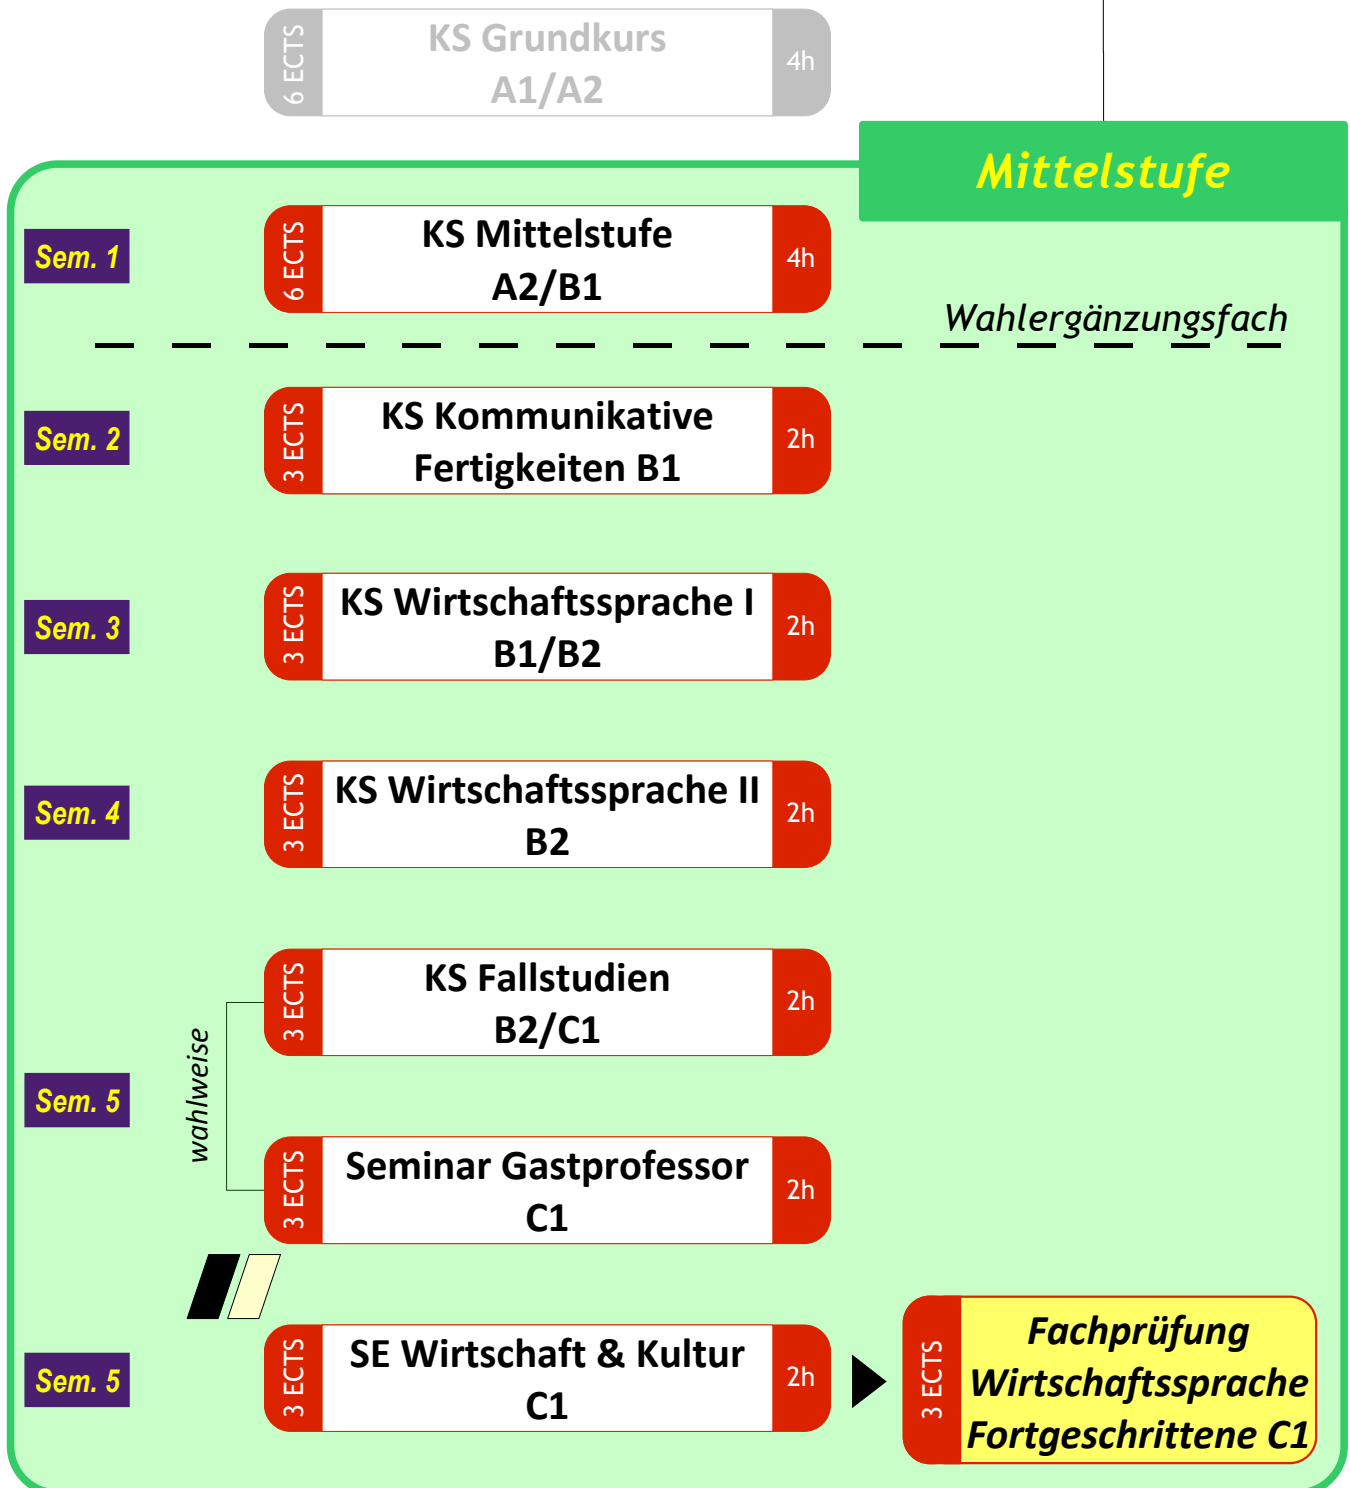 6 ECTS
KS Grundkurs
A1/A2
4h
Mittelstufe
Sem. 1
6 ECTS
KS Mittelstufe
A2/B1
4h
Wahlergänzungsfach
Sem. 2
3 ECTS
KS Kommunikative
Fertigkeiten B1
2h
Sem. 3
3 ECTS
KS Wirtschaftssprache I
B1/B2
2h
Sem. 4
3 ECTS
KS Wirtschaftssprache II
B2
2h
Sem. 5
wahlweise
3 ECTS
KS Fallstudien
B2/C1
2h
3 ECTS
Seminar Gastprofessor
C1
2h
Sem. 5
3 ECTS
SE Wirtschaft & Kultur
C1
2h
3 ECTS
Fachprüfung
Wirtschaftssprache
Fortgeschrittene C1